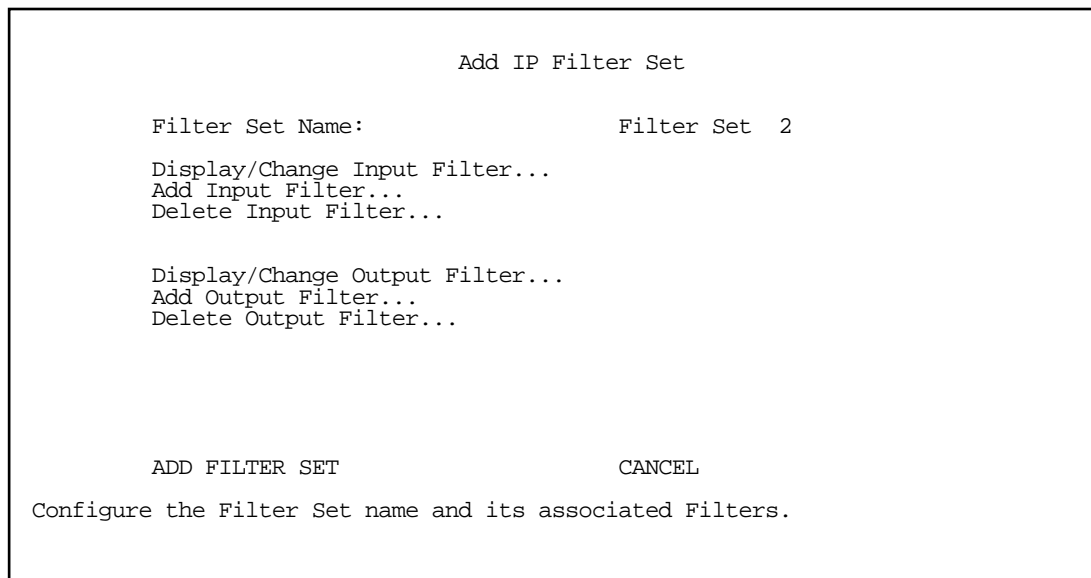 Add IP Filter Set
Filter Set Name: Filter Set 2
Display/Change Input Filter...
Add Input Filter...
Delete Input Filter...
Display/Change Output Filter...
Add Output Filter...
Delete Output Filter...
ADD FILTER SET CANCEL
Configure the Filter Set name and its associated Filters.